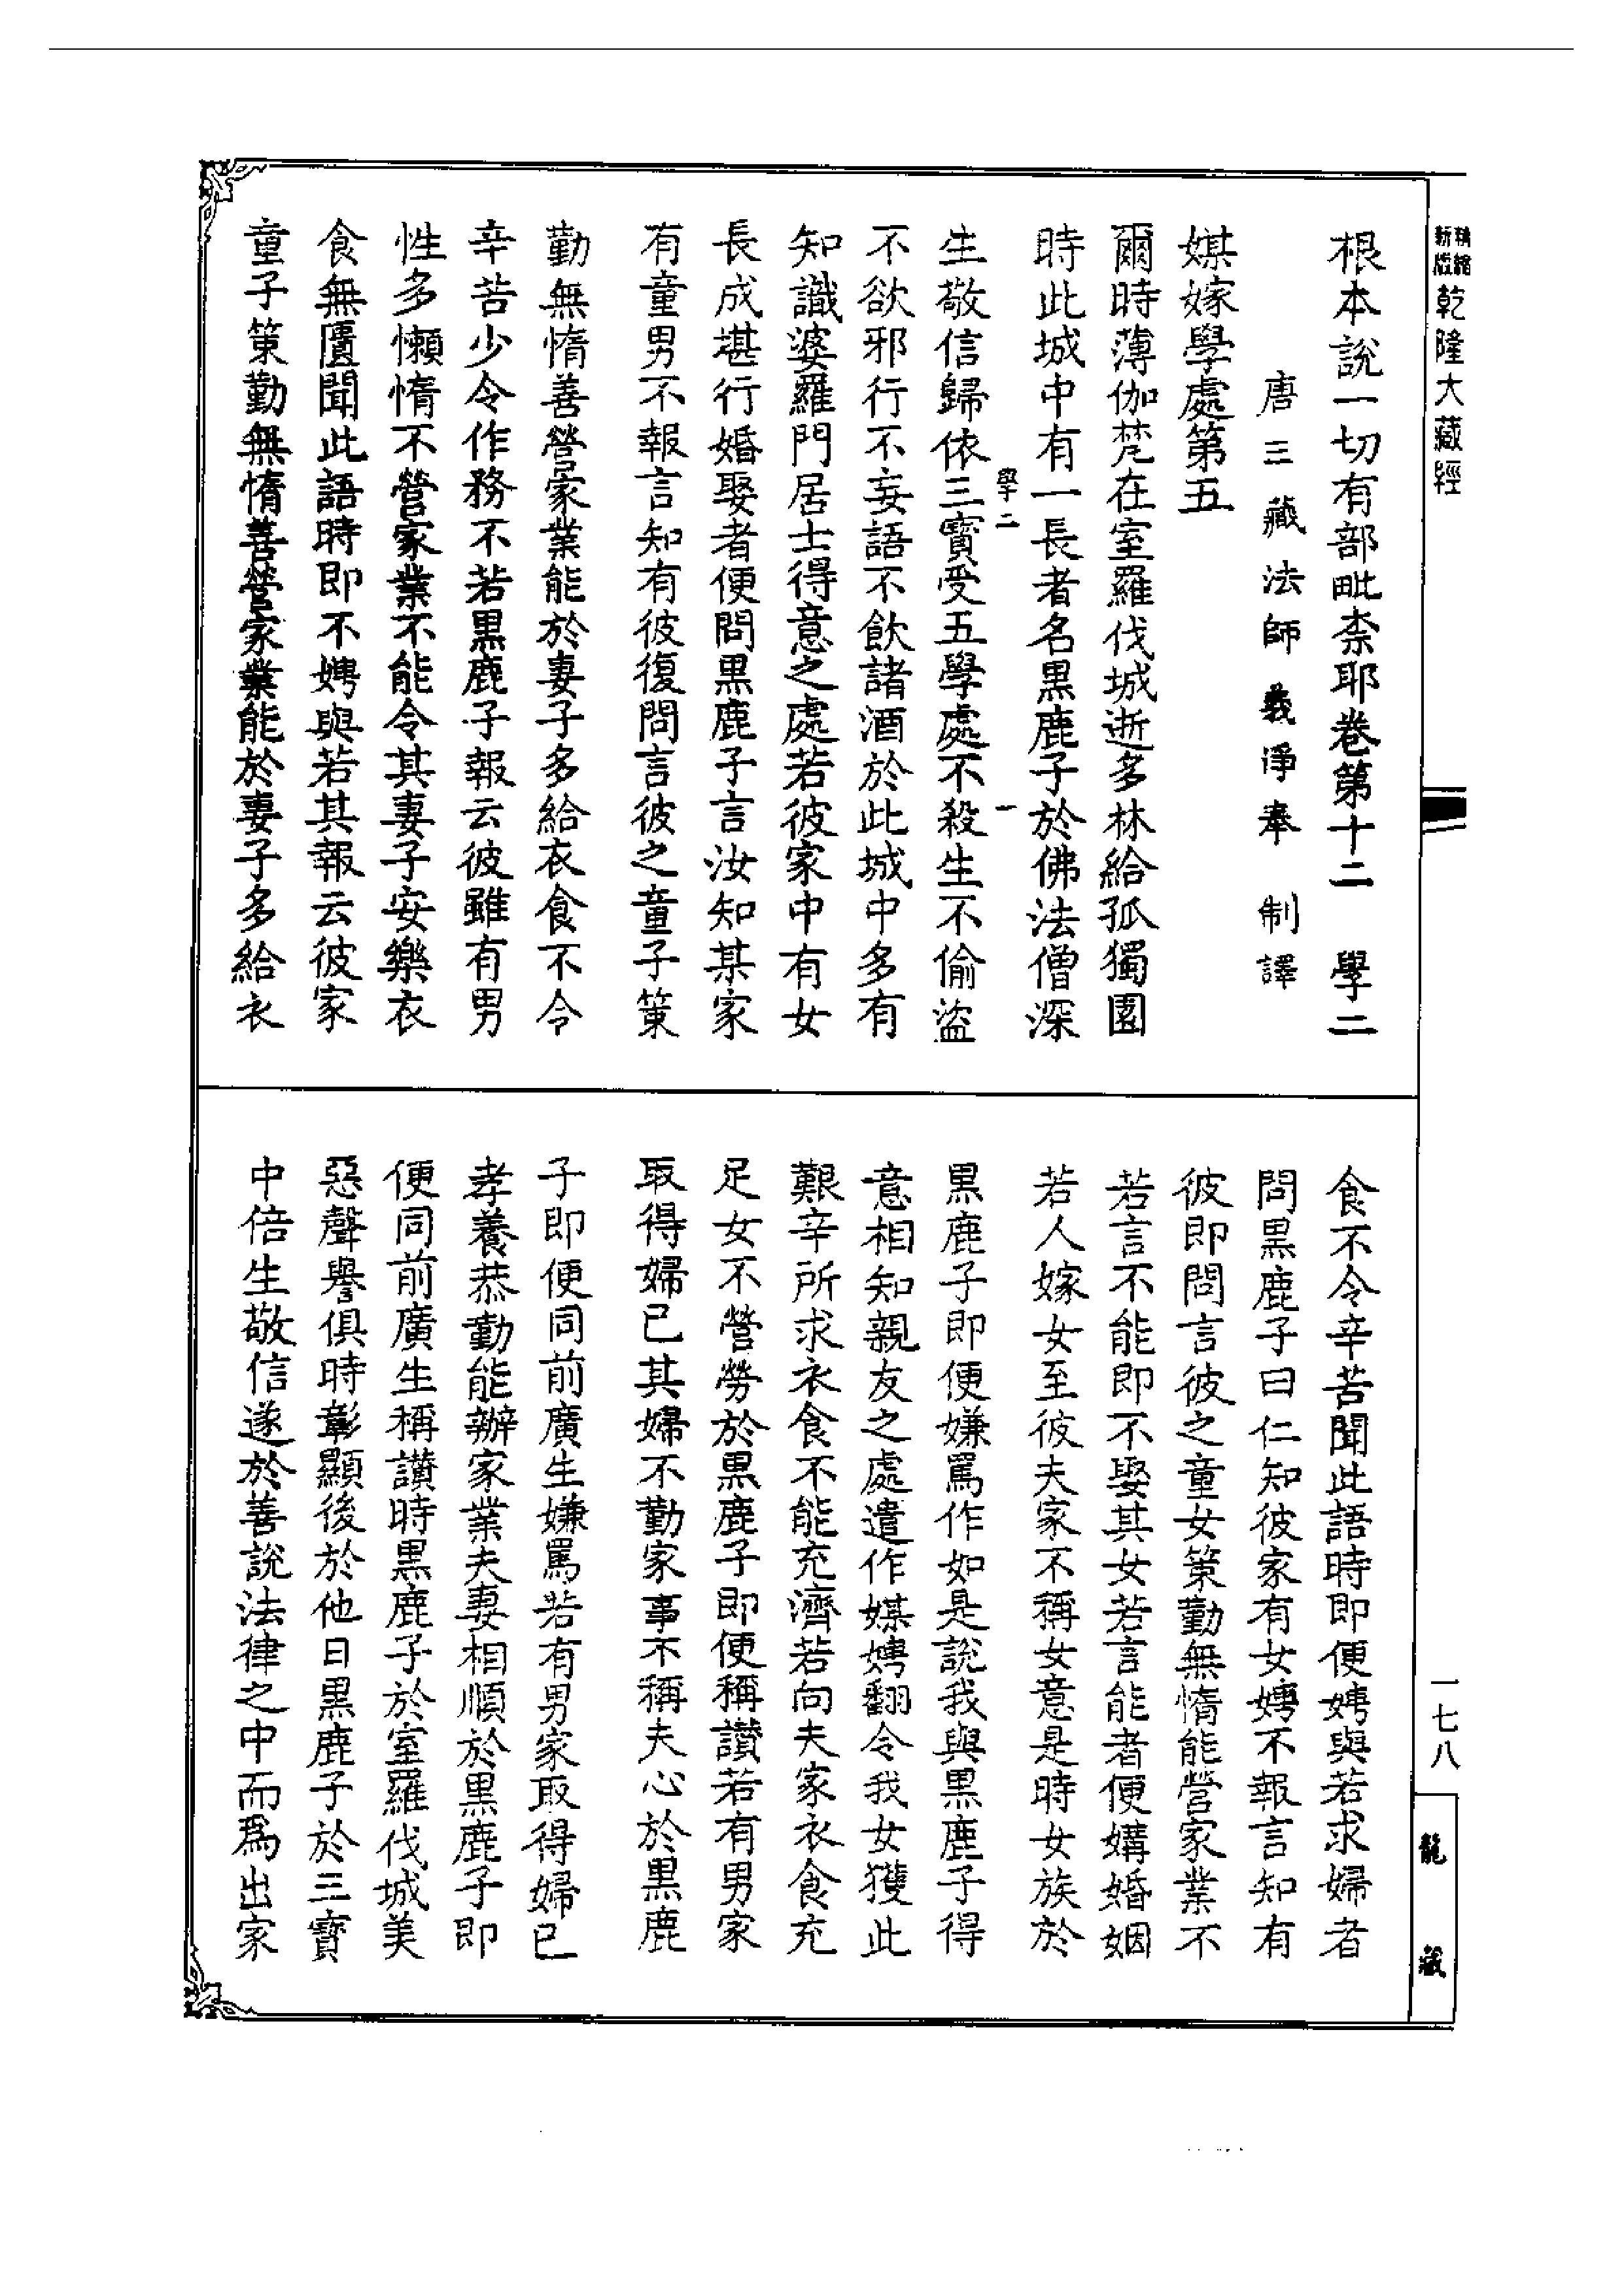 精縮新版乾隆大藏經
根本說一切有部毗柰耶卷第十二 學二
唐三藏法師義淨奉 制譯
媒嫁學處第五
爾時薄伽梵在室羅伐城逝多林給孤獨園
時此城中有一長者名黑鹿子於佛法僧深
學二 一
生敬信歸依三寶受五學處不殺生不偷盜
不欲邪行不妄語不飲諸酒於此城中多有
知識婆羅門居士得意之處若彼家中有女
長成堪行婚娶者便問黑鹿子言汝知某家
有童男不報言知有彼復問言彼之童子策
勤無惰善營家業能於妻子多給衣食不令
辛苦少令作務不若黑鹿子報云彼雖有男
性多懶惰不營家業不能令其妻子安樂衣
食無匱聞此語時即不娉與若其報云彼家
童子策勤無惰善營家業能於妻子多給衣
食不令辛苦聞此語時即便娉與若求婦者
問黑鹿子曰仁知彼家有女娉不報言知有
彼即問言彼之童女策勤無惰能營家業不
若言不能即不娶其女若言能者便媾婚姻
若人嫁女至彼夫家不稱女意是時女族於
黑鹿子即便嫌罵作如是說我與黑鹿子得
意相知親友之處遣作媒娉翻令我女獲此
艱辛所求衣食不能充濟若向夫家衣食充
足女不營勞於黑鹿子即便稱讚若有男家
取得婦已其婦不勤家事不稱夫心於黑鹿
子即便同前廣生嫌罵若有男家取得婦已
孝養恭勤能辦家業夫妻相順於黑鹿子即
便同前廣生稱讚時黑鹿子於室羅伐城美
惡聲譽俱時彰顯後於他日黑鹿子於三寶
中倍生敬信遂於善說法律之中而為出家
一七八
龍藏